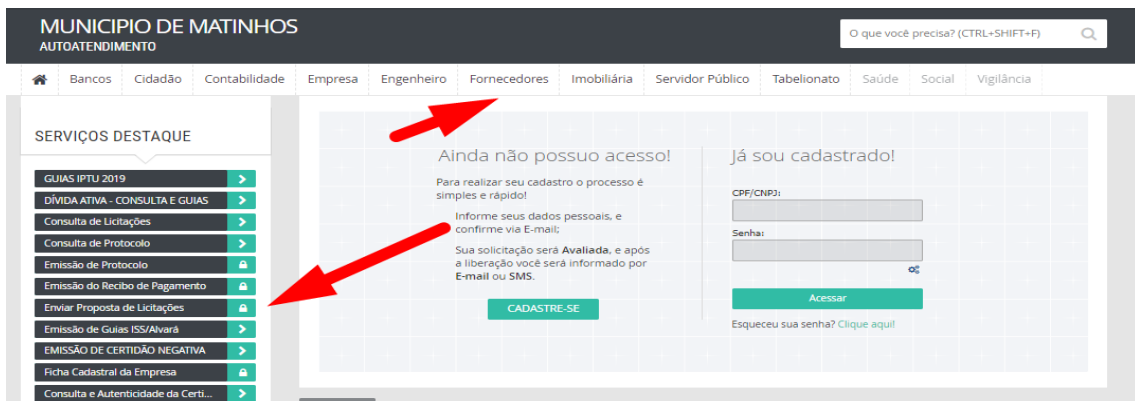 MUNICIPIO DE MATINHOS
AUTOATENDIMENTO
O que você precisa? (CTRL+SHIFT+F)
Bancos Cidadão Contabilidade Empresa Engenheiro Fornecedores Imobiliária Servidor Público Tabelionato Saúde Social Vigilância
SERVIÇOS DESTAQUE
GUIAS IPTU 2019
DÍVIDA ATIVA - CONSULTA E GUIAS
Consulta de Licitações
Consulta de Protocolo
Emissão de Protocolo
Emissão do Recibo de Pagamento
Enviar Proposta de Licitações
Emissão de Guias ISS/Alvará
EMISSÃO DE CERTIDÃO NEGATIVA
Ficha Cadastral da Empresa
Consulta e Autenticidade da Certi...
Ainda não possuo acesso!
Para realizar seu cadastro o processo é
simples e rápido!
Informe seus dados pessoais, e
confirme via E-mail;
Sua solicitação será Avaliada, e após
a liberação você será informado por
E-mail ou SMS.
CADASTRE-SE
Já sou cadastrado!
CPF/CNPJ:
Senha:
Acessar
Esqueceu sua senha? Clique aqui!